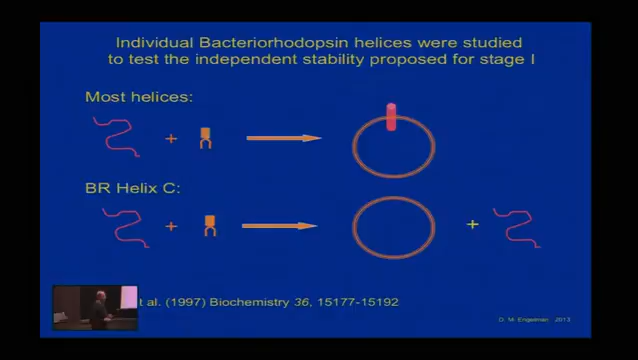 Individual Bacteriorhodopsin helices were studied
to test the independent stability proposed for stage I
Most helices:
+
BR Helix C:
+ +
t al. (1997) Biochemistry 36, 15177-15192
D. M. Engelman 2013